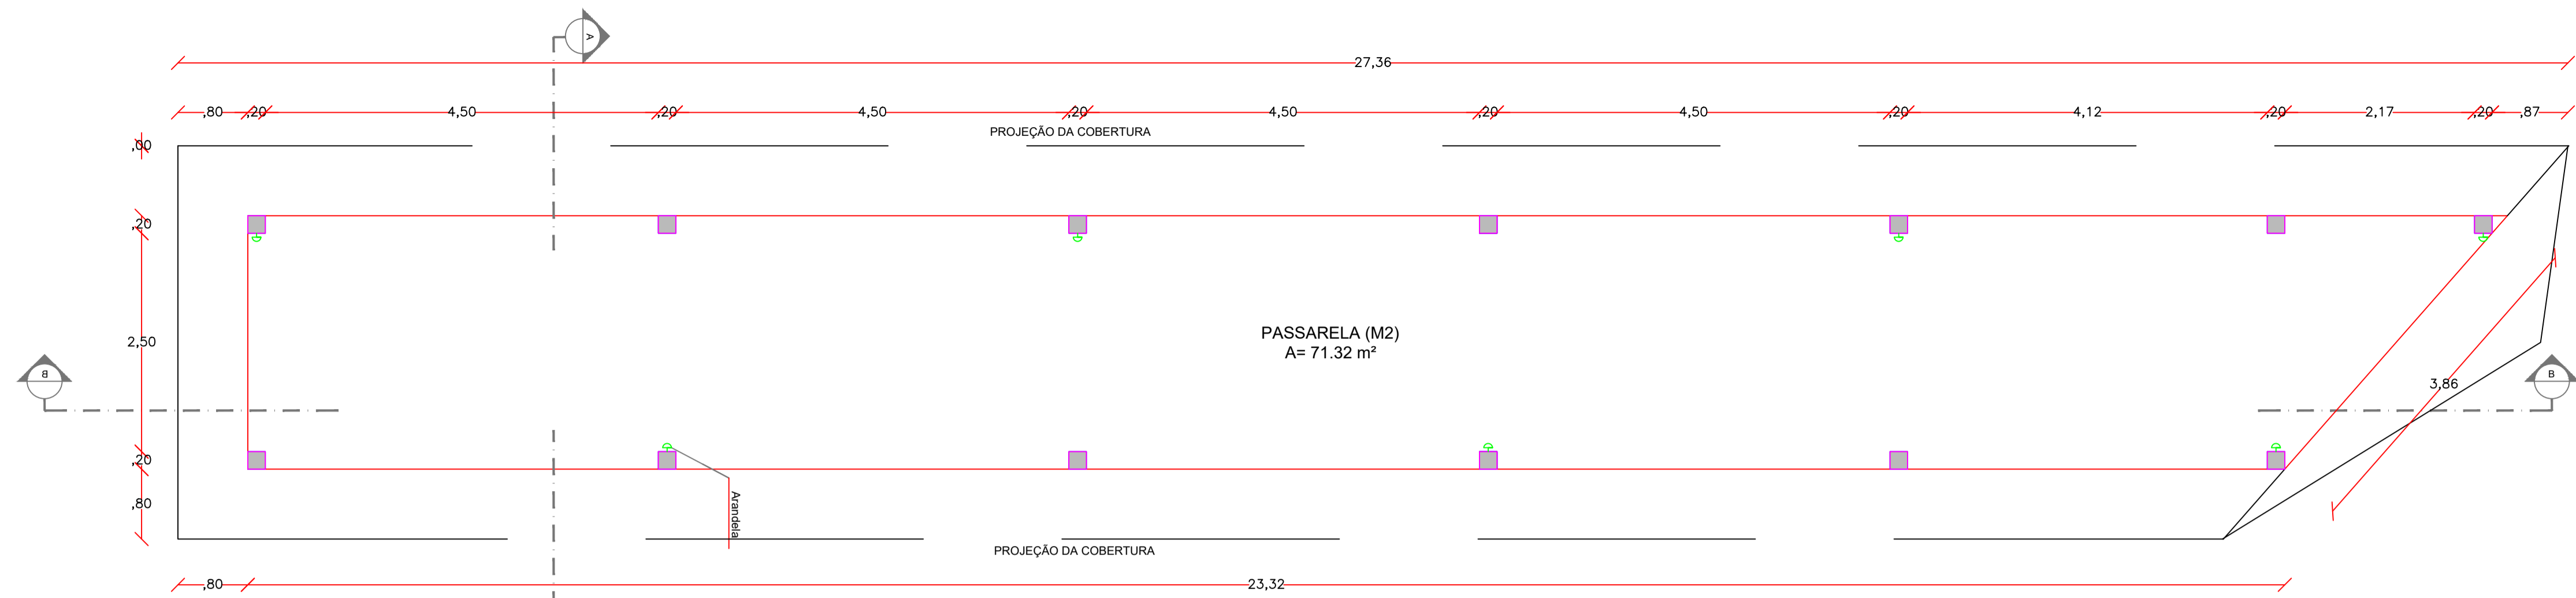 A
27,36
,80 ,20 4,50 ,20 4,50 ,20 4,50 ,20 4,50 ,20 4,12 ,20 2,17 ,20 ,87
PROJEÇÃO DA COBERTURA
,00
,20
PASSARELA (M2)
A= 71.32 m²
2,50
B
B
3,86
,20
,80
Arandela
PROJEÇÃO DA COBERTURA
,80 23,32